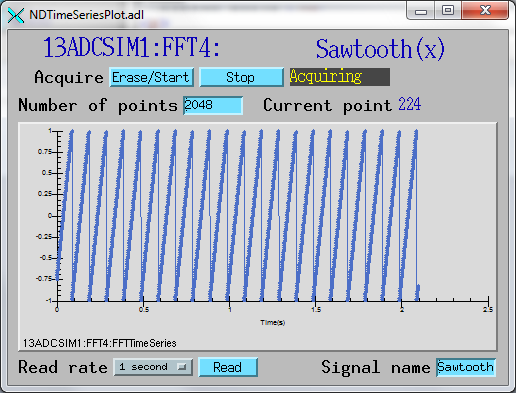 NDTimeSeriesPlot.adl
13ADCSIM1:FFT4: Sawtooth(x)
Acquire Erase/Start Stop Acquiring
Number of points 2048 Current point 224
1
0.75
0.5
0.25
0
-0.25
-0.5
-0.75
-1
0 0.5 1 1.5 2 2.5
Time(s)
13ADCSIM1:FFT4:FFTTimeSeries
Read rate 1 second Read Signal name Sawtooth